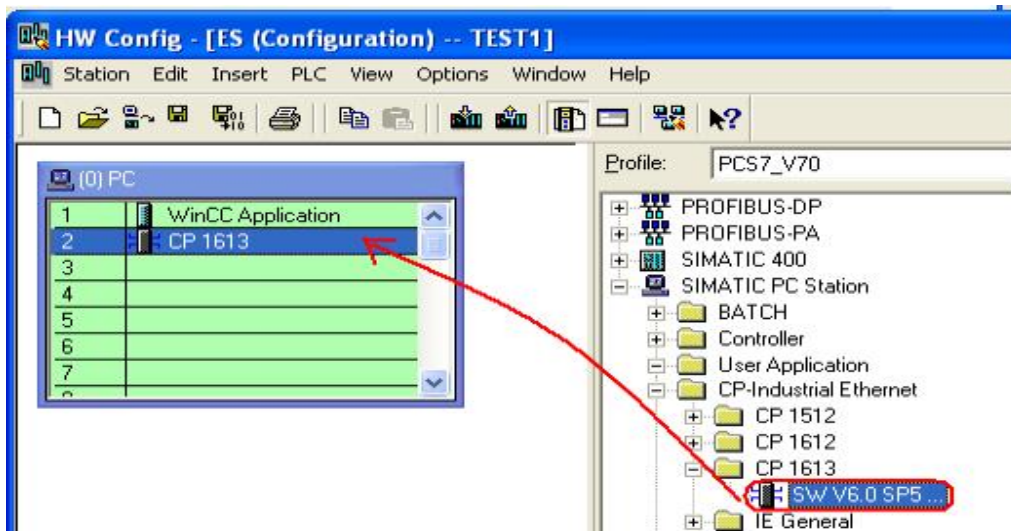 HW Config - [ES (Configuration) -- TEST1]
Station Edit Insert PLC View Options Window Help
(0) PC
1 WinCC Application
2 CP 1613
3
4
5
6
7
Profile: PCS7_V70
PROFIBUS-DP
PROFIBUS-PA
SIMATIC 400
SIMATIC PC Station
BATCH
Controller
User Application
CP-Industrial Ethernet
CP 1512
CP 1612
CP 1613
SW V6.0 SP5 ...
IE General